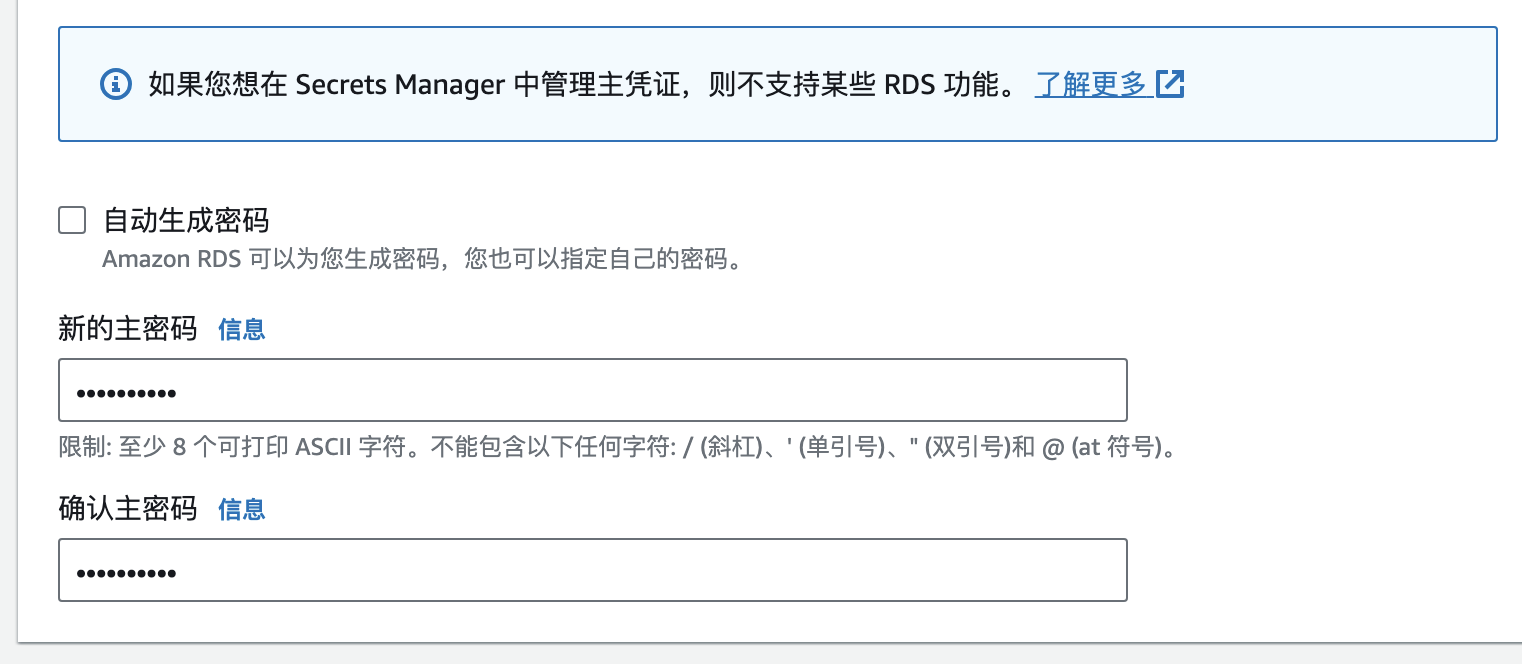 如果您想在 Secrets Manager 中管理主凭证，则不支持某些 RDS 功能。 了解更多
自动生成密码
Amazon RDS 可以为您生成密码，您也可以指定自己的密码。
新的主密码 信息
••••••••••
限制: 至少 8 个可打印 ASCII 字符。不能包含以下任何字符: / (斜杠)、' (单引号)、" (双引号)和 @ (at 符号)。
确认主密码 信息
••••••••••